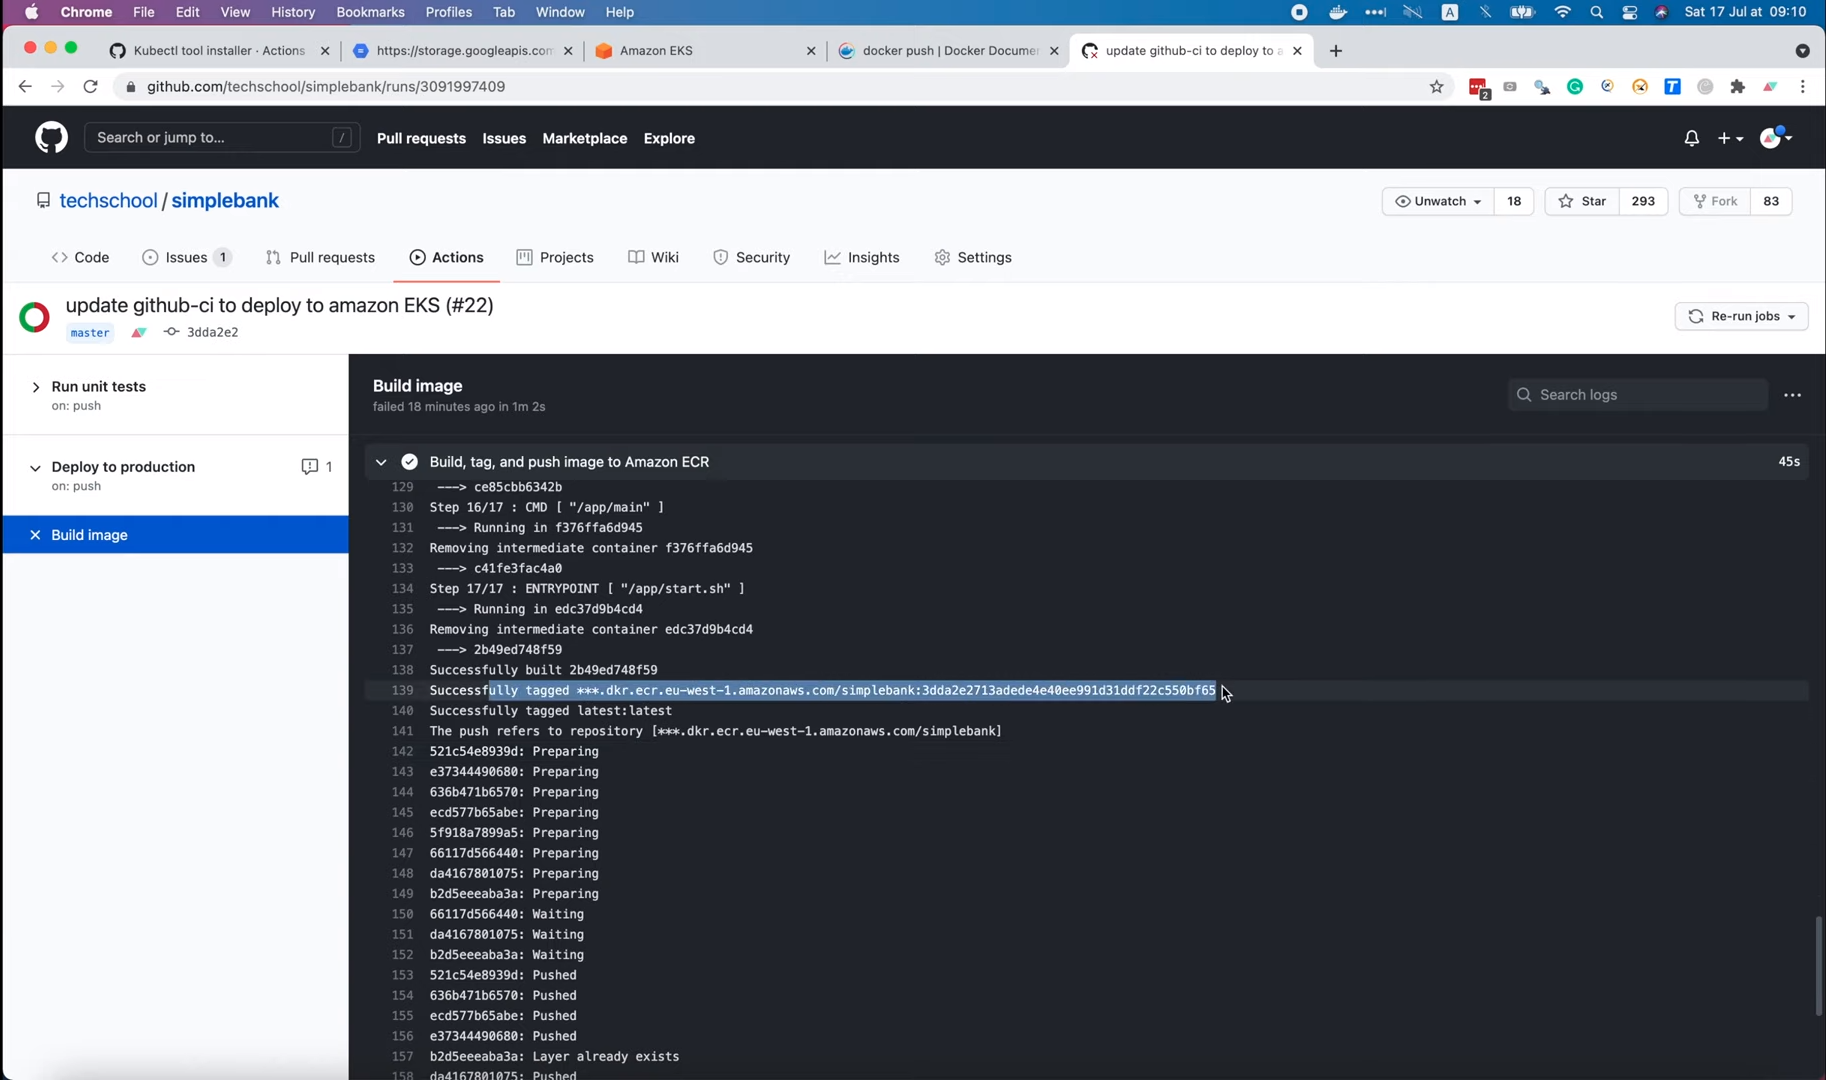 Chrome File Edit View History Bookmarks Profiles Tab Window Help A Sat 17 Jul at 09:10
Kubectl tool installer · Actions https://storage.googleapis.com Amazon EKS docker push | Docker Documen update github-ci to deploy to a
github.com/techschool/simplebank/runs/3091997409 2 T
Search or jump to... / Pull requests Issues Marketplace Explore
techschool / simplebank Unwatch 18 Star 293 Fork 83
Code Issues 1 Pull requests Actions Projects Wiki Security Insights Settings
update github-ci to deploy to amazon EKS (#22)
master 3dda2e2 Re-run jobs
Run unit tests
on: push
Deploy to production 1
on: push
Build image
Build image
failed 18 minutes ago in 1m 2s
Search logs
Build, tag, and push image to Amazon ECR 45s
129 ---> ce85cbb6342b
130 Step 16/17 : CMD [ "/app/main" ]
131 ---> Running in f376ffa6d945
132 Removing intermediate container f376ffa6d945
133 ---> c41fe3fac4a0
134 Step 17/17 : ENTRYPOINT [ "/app/start.sh" ]
135 ---> Running in edc37d9b4cd4
136 Removing intermediate container edc37d9b4cd4
137 ---> 2b49ed748f59
138 Successfully built 2b49ed748f59
139 Successfully tagged ***.dkr.ecr.eu-west-1.amazonaws.com/simplebank:3dda2e2713adede4e40ee991d31ddf22c550bf65
140 Successfully tagged latest:latest
141 The push refers to repository [***.dkr.ecr.eu-west-1.amazonaws.com/simplebank]
142 521c54e8939d: Preparing
143 e37344490680: Preparing
144 636b471b6570: Preparing
145 ecd577b65abe: Preparing
146 5f918a7899a5: Preparing
147 66117d566440: Preparing
148 da4167801075: Preparing
149 b2d5eeeaba3a: Preparing
150 66117d566440: Waiting
151 da4167801075: Waiting
152 b2d5eeeaba3a: Waiting
153 521c54e8939d: Pushed
154 636b471b6570: Pushed
155 ecd577b65abe: Pushed
156 e37344490680: Pushed
157 b2d5eeeaba3a: Layer already exists
158 da4167801075: Pushed